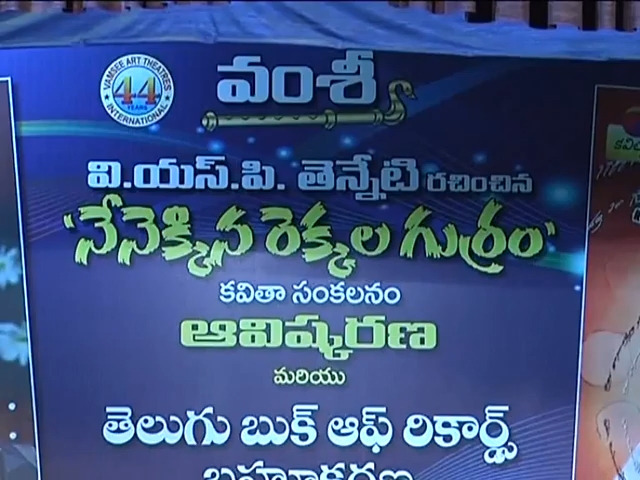 VAMSEE ART THEATRES
44
YEARS
INTERNATIONAL
వంశీ
వి.యస్.పి. తెన్నేటి రచించిన
'నేనెక్కిన రెక్కల గుర్రం'
కవితా సంకలనం
ఆవిష్కరణ
మరియు
తెలుగు బుక్ ఆఫ్ రికార్డ్స్